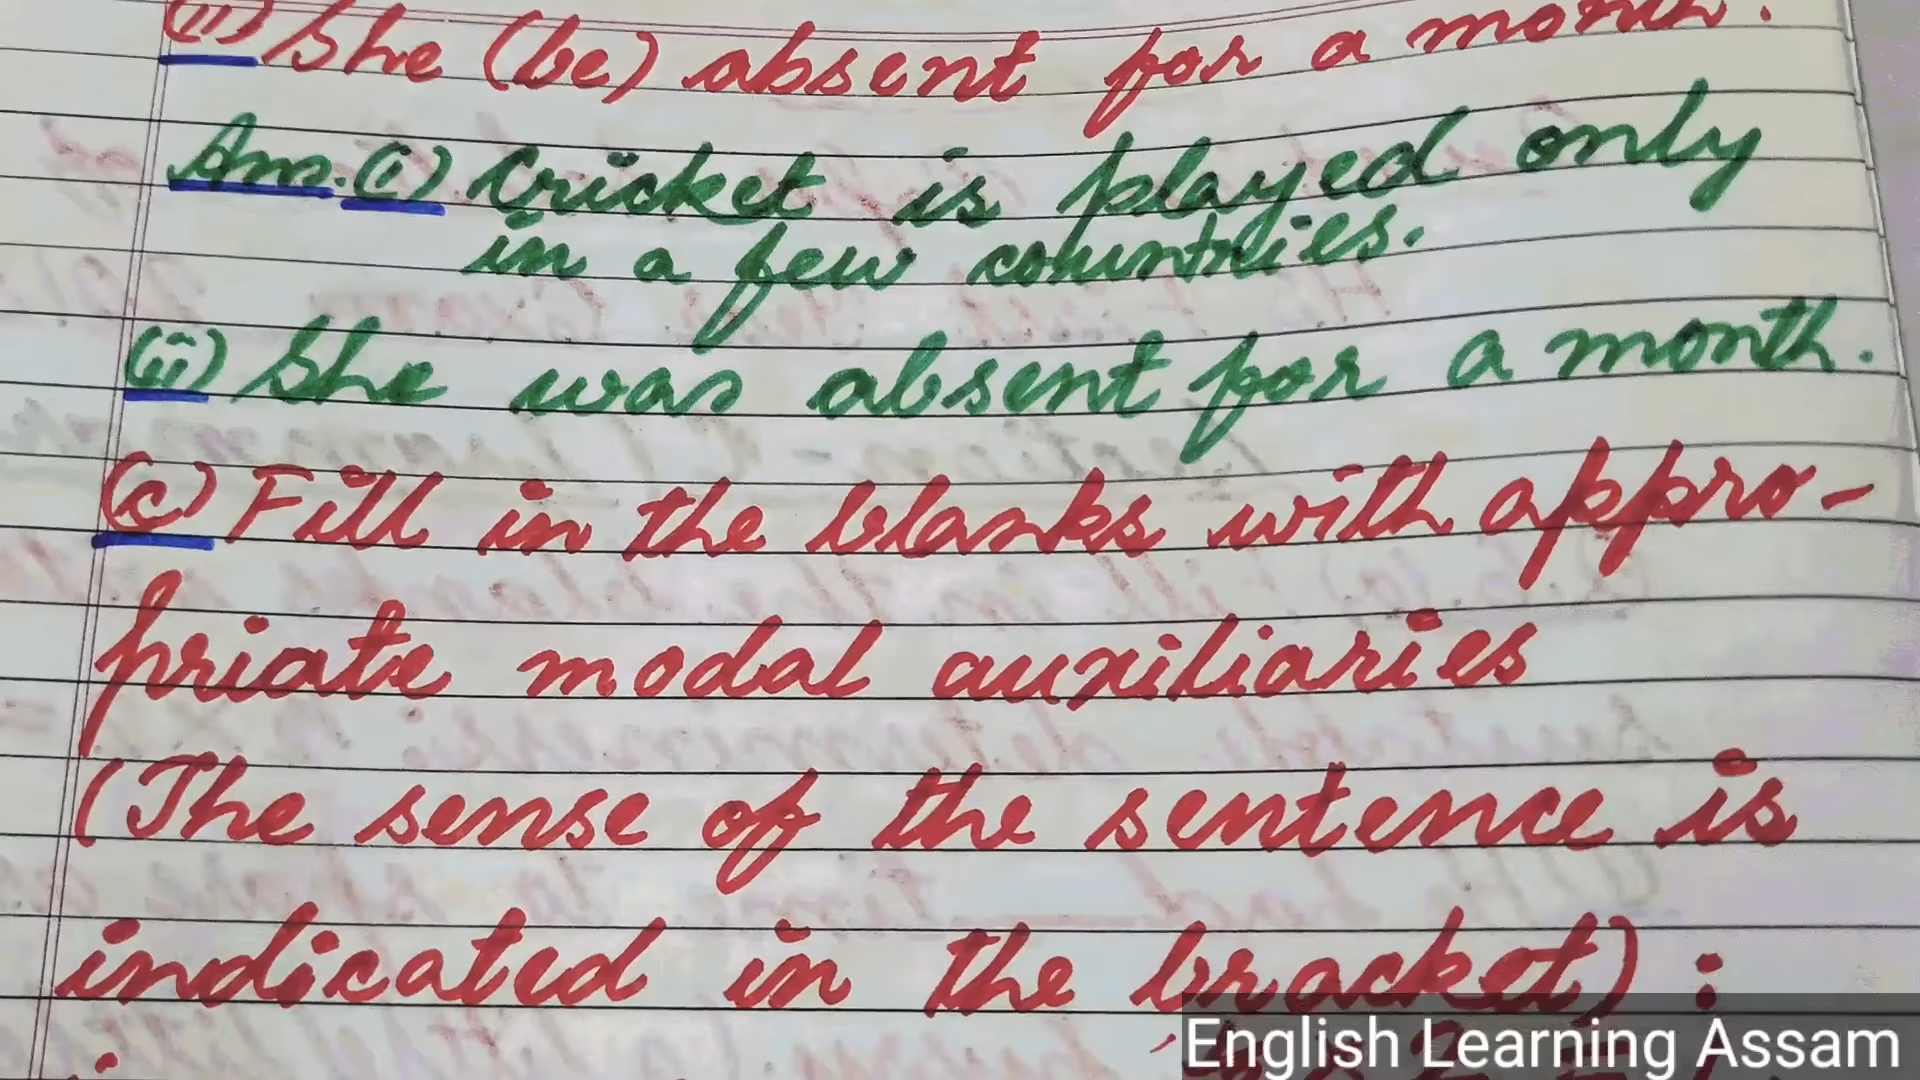 (ii) She (be) absent for a month.
Ans.(i) Cricket is played only
in a few countries.
(ii) She was absent for a month.
(c) Fill in the blanks with appro-
priate modal auxiliaries
(The sense of the sentence is
indicated in the bracket) :
English Learning Assam